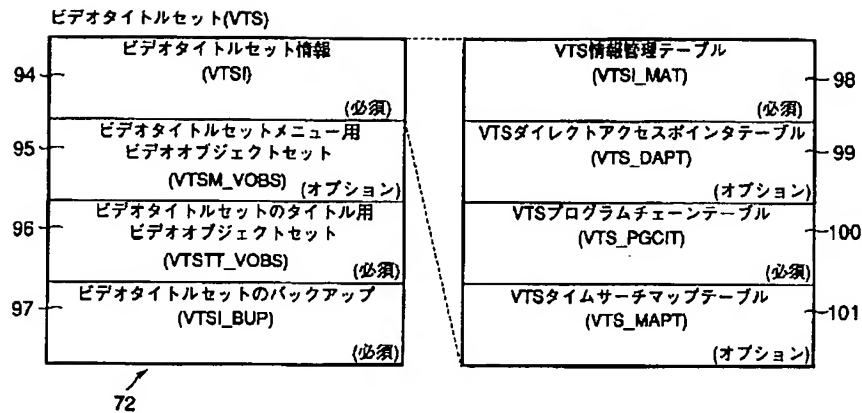 ビデオタイトルセット(VTS)
ビデオタイトルセット情報
(VTSI)
(必須)
94
ビデオタイトルセットメニュー用
ビデオオブジェクトセット
(VTSM_VOBS)
(オプション)
95
ビデオタイトルセットのタイトル用
ビデオオブジェクトセット
(VTSTT_VOBS)
(必須)
96
ビデオタイトルセットのバックアップ
(VTSI_BUP)
(必須)
97
72
VTS情報管理テーブル
(VTSI_MAT)
(必須)
98
VTSダイレクトアクセスポインタテーブル
(VTS_DAPT)
(オプション)
99
VTSプログラムチェーンテーブル
(VTS_PGCIT)
(必須)
100
VTSタイムサーチマップテーブル
(VTS_MAPT)
(オプション)
101